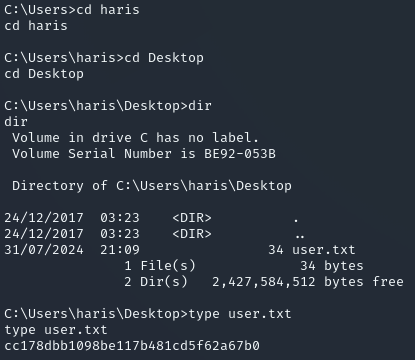 C:\Users>cd haris
cd haris

C:\Users\haris>cd Desktop
cd Desktop

C:\Users\haris\Desktop>dir
dir
 Volume in drive C has no label.
 Volume Serial Number is BE92-053B

 Directory of C:\Users\haris\Desktop

24/12/2017  03:23    <DIR>          .
24/12/2017  03:23    <DIR>          ..
31/07/2024  21:09                34 user.txt
               1 File(s)             34 bytes
               2 Dir(s)   2,427,584,512 bytes free

C:\Users\haris\Desktop>type user.txt
type user.txt
cc178dbb1098be117b481cd5f62a67b0